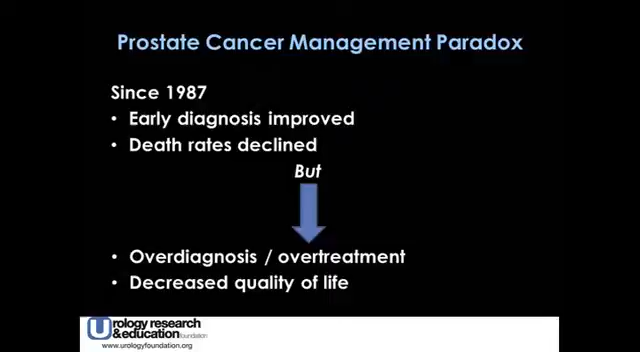 Prostate Cancer Management Paradox
Since 1987
• Early diagnosis improved
• Death rates declined
But
• Overdiagnosis / overtreatment
• Decreased quality of life
Urology research
&education foundation
www.urologyfoundation.org